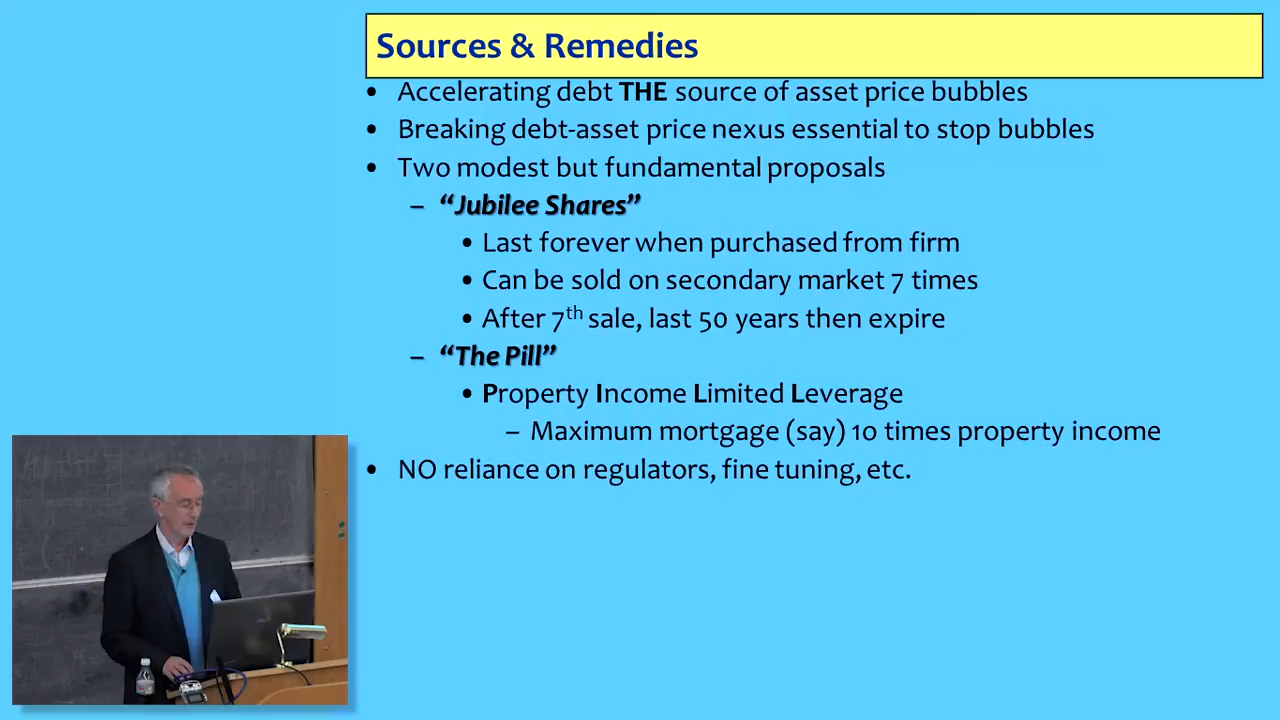 Sources & Remedies
• Accelerating debt THE source of asset price bubbles
• Breaking debt-asset price nexus essential to stop bubbles
• Two modest but fundamental proposals
– “Jubilee Shares”
• Last forever when purchased from firm
• Can be sold on secondary market 7 times
• After 7th sale, last 50 years then expire
– “The Pill”
• Property Income Limited Leverage
– Maximum mortgage (say) 10 times property income
• NO reliance on regulators, fine tuning, etc.